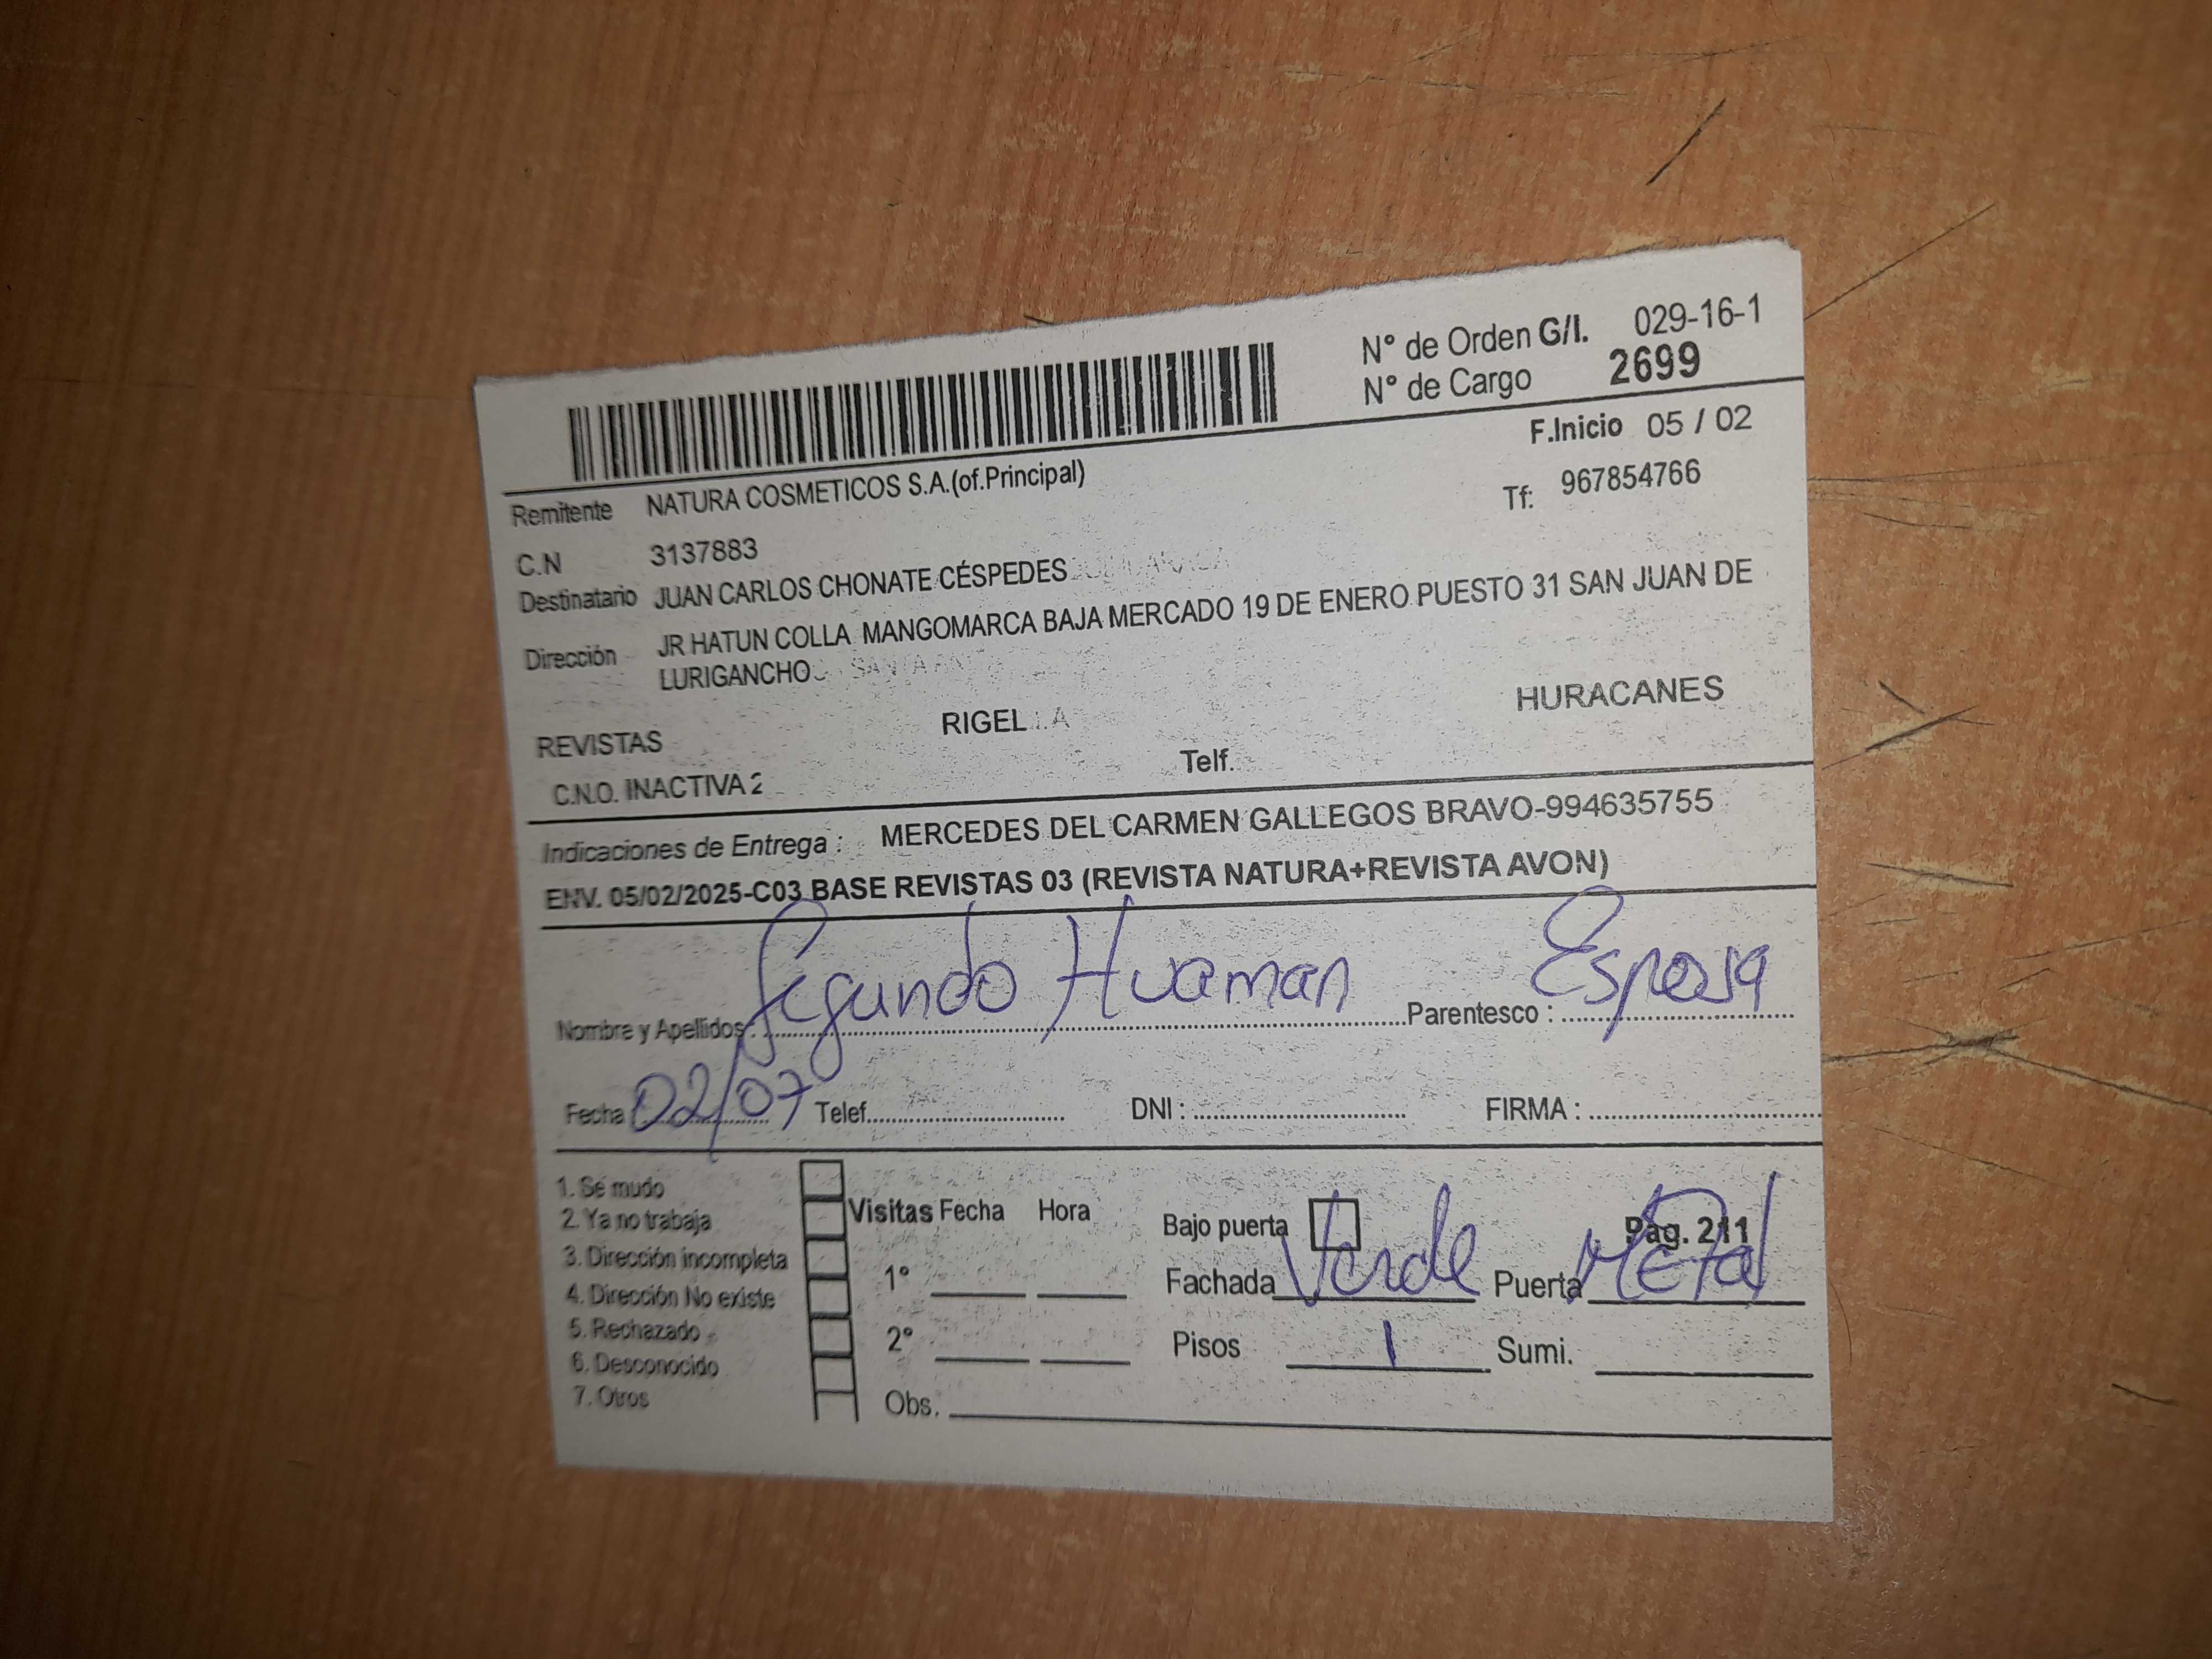 N° de Orden G/I. 029-16-1
N° de Cargo 2699
F.Inicio 05 / 02
Remitente NATURA COSMETICOS S.A.(of.Principal)
Tf: 967854766
C.N 3137883
Destinatario JUAN CARLOS CHONATE CÉSPEDES
Dirección JR HATUN COLLA MANGOMARCA BAJA MERCADO 19 DE ENERO PUESTO 31 SAN JUAN DE
LURIGANCHO
REVISTAS RIGEL HURACANES
C.N.O. INACTIVA 2 Telf.
Indicaciones de Entrega : MERCEDES DEL CARMEN GALLEGOS BRAVO-994635755
ENV. 05/02/2025-C03 BASE REVISTAS 03 (REVISTA NATURA+REVISTA AVON)
Nombre y Apellidos: Segundo Huaman Parentesco : Esposa
Fecha 02/07 Telef. DNI : FIRMA :
1. Se mudo
2. Ya no trabaja
3. Dirección incompleta
4. Dirección No existe
5. Rechazado
6. Desconocido
7. Otros
Visitas Fecha Hora
1°
2°
Obs.
Bajo puerta Pag. 211
Fachada Verde Puerta Metal
Pisos 1 Sumi.